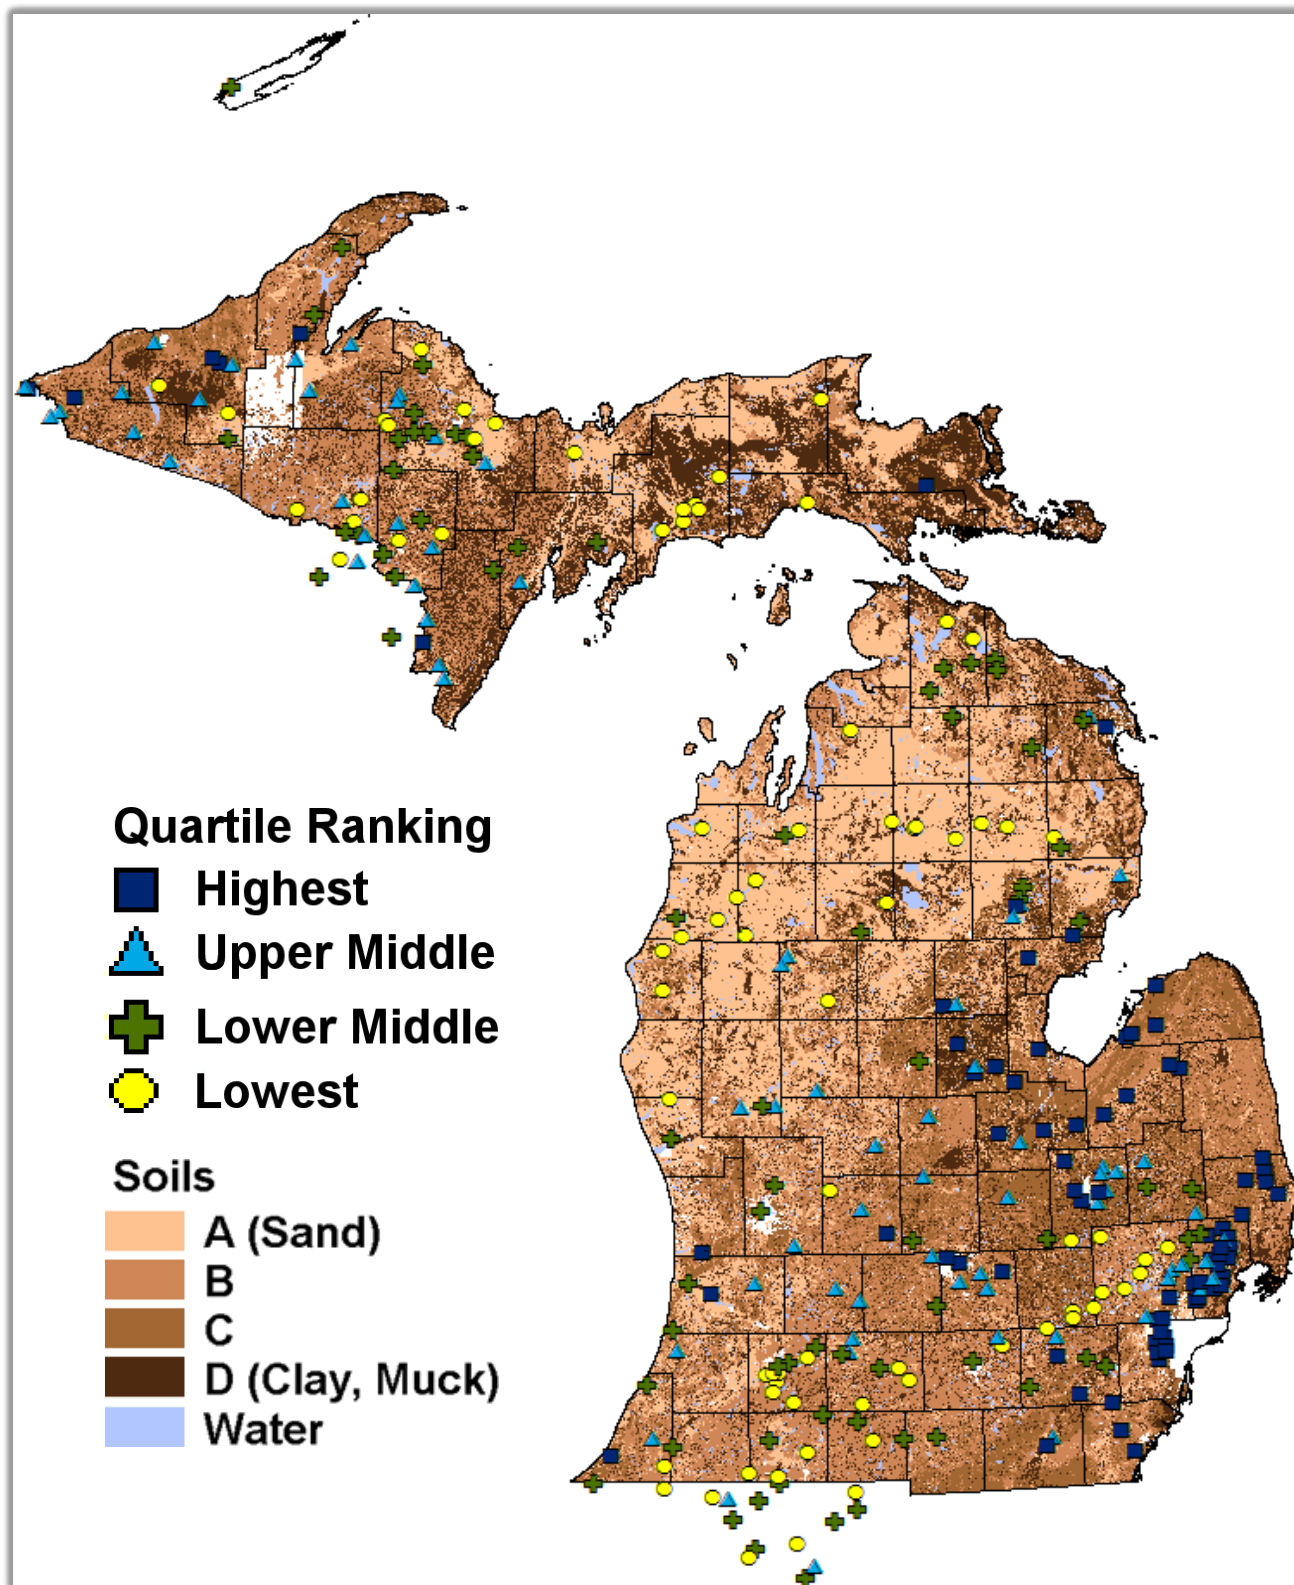 Quartile Ranking
Highest
Upper Middle
Lower Middle
Lowest
Soils
A (Sand)
B
C
D (Clay, Muck)
Water